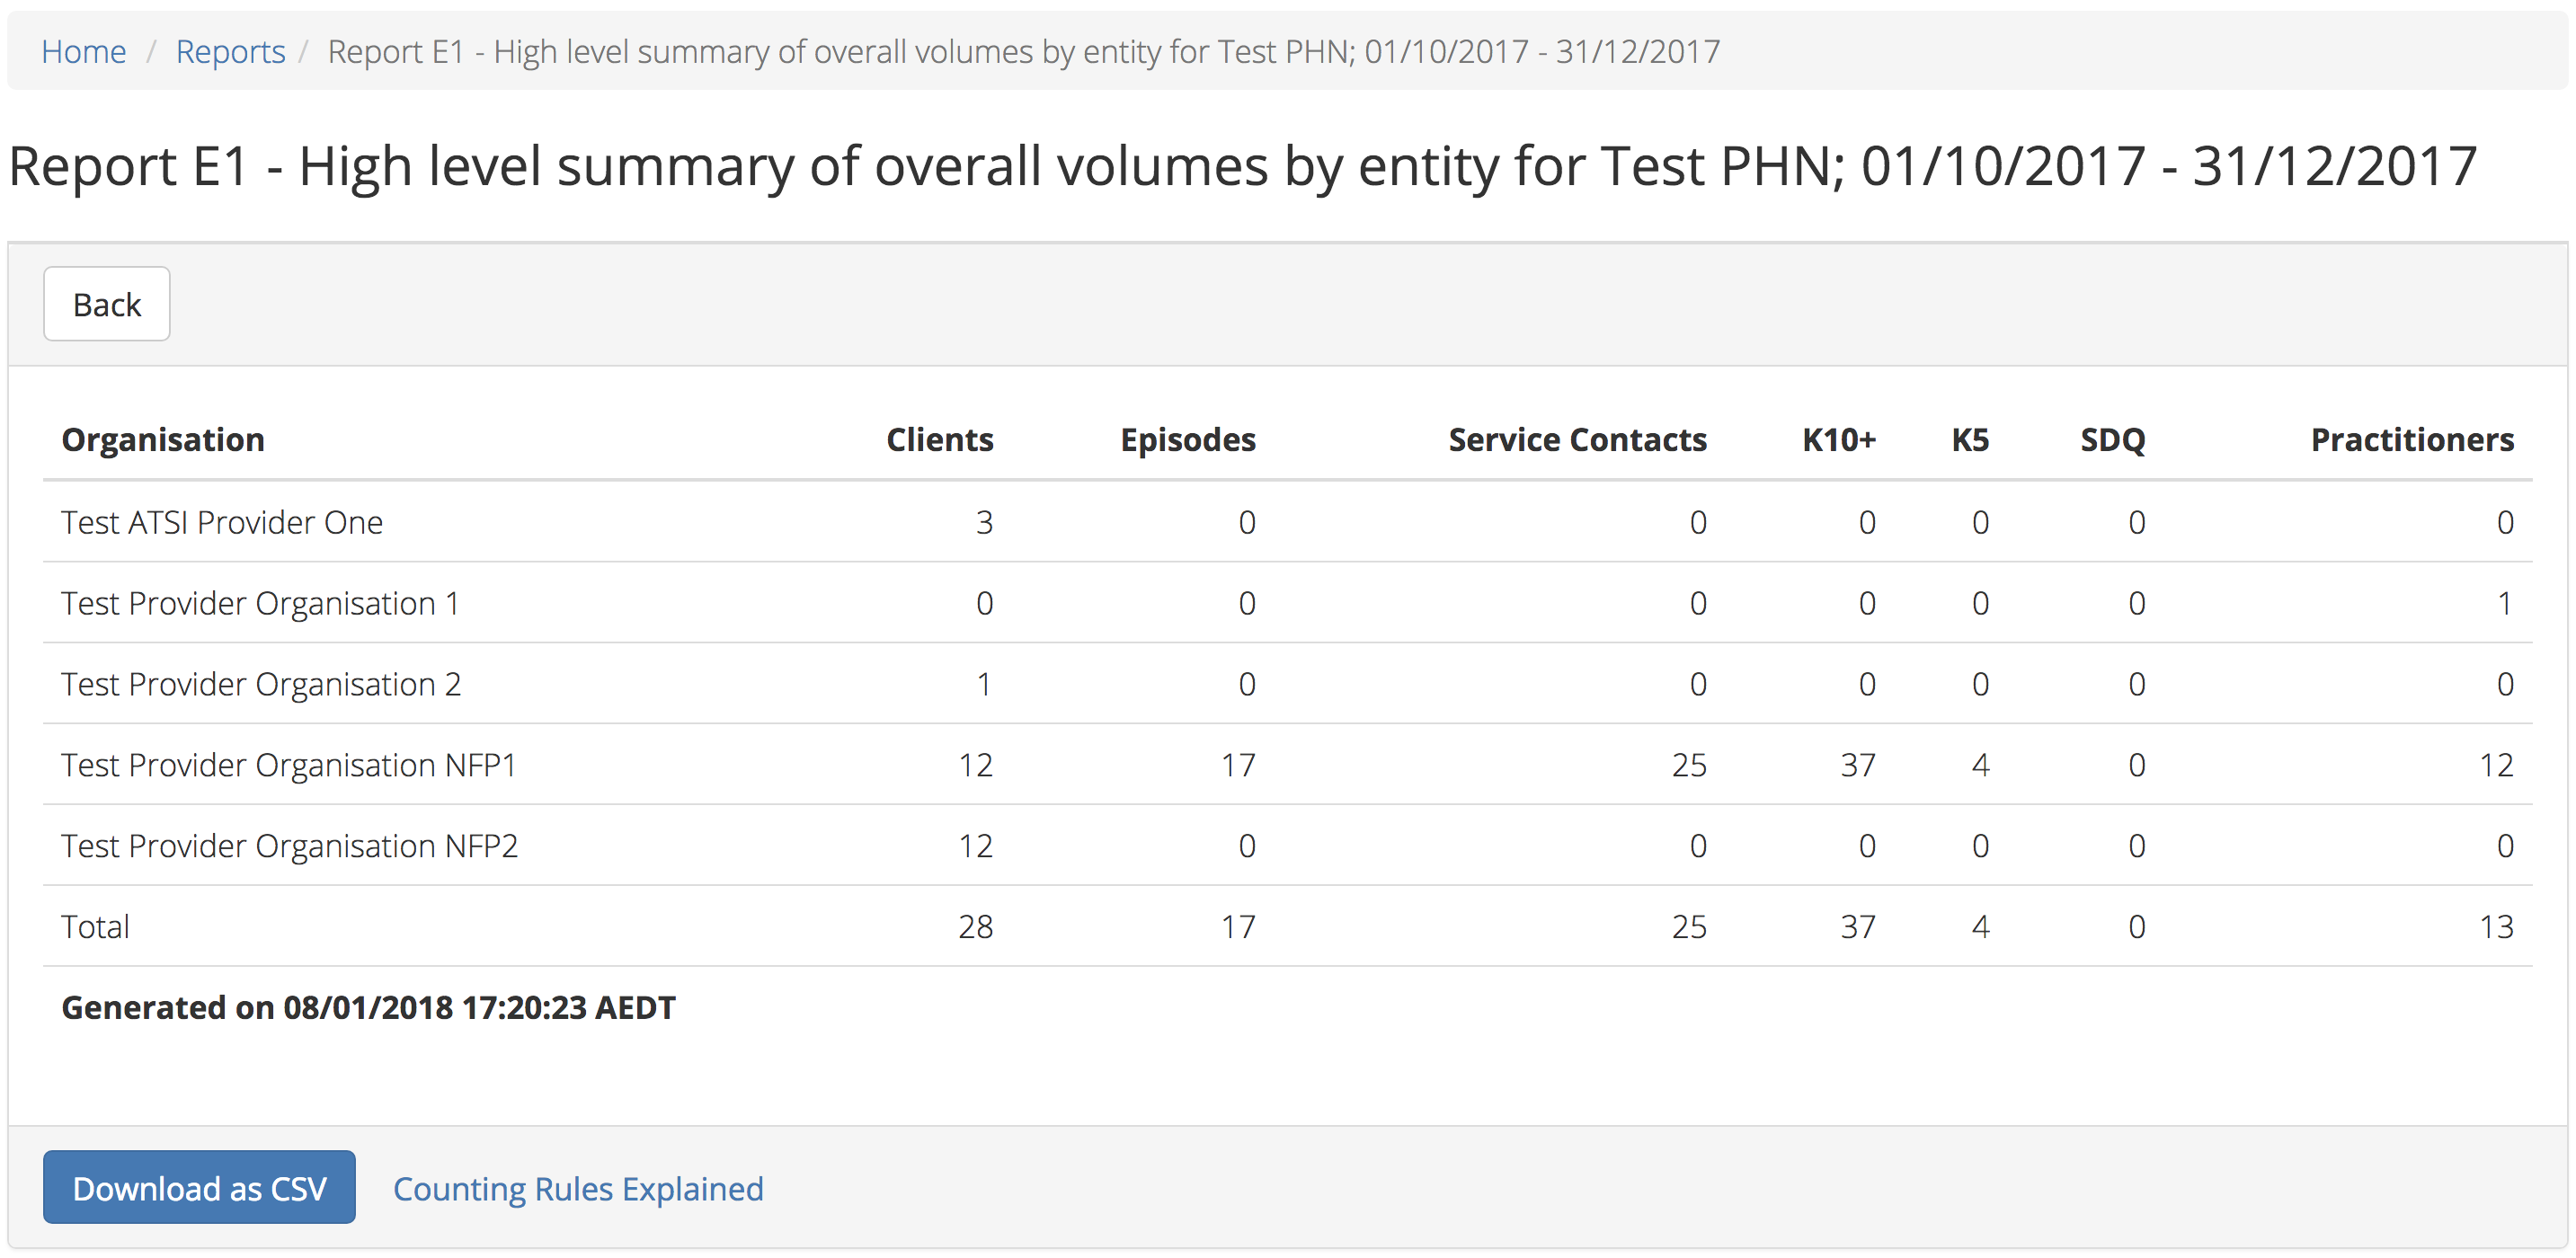 Home / Reports / Report E1 - High level summary of overall volumes by entity for Test PHN; 01/10/2017 - 31/12/2017
Report E1 - High level summary of overall volumes by entity for Test PHN; 01/10/2017 - 31/12/2017
Back
Organisation Clients Episodes Service Contacts K10+ K5 SDQ Practitioners
Test ATSI Provider One 3 0 0 0 0 0 0
Test Provider Organisation 1 0 0 0 0 0 0 1
Test Provider Organisation 2 1 0 0 0 0 0 0
Test Provider Organisation NFP1 12 17 25 37 4 0 12
Test Provider Organisation NFP2 12 0 0 0 0 0 0
Total 28 17 25 37 4 0 13
Generated on 08/01/2018 17:20:23 AEDT
Download as CSV Counting Rules Explained